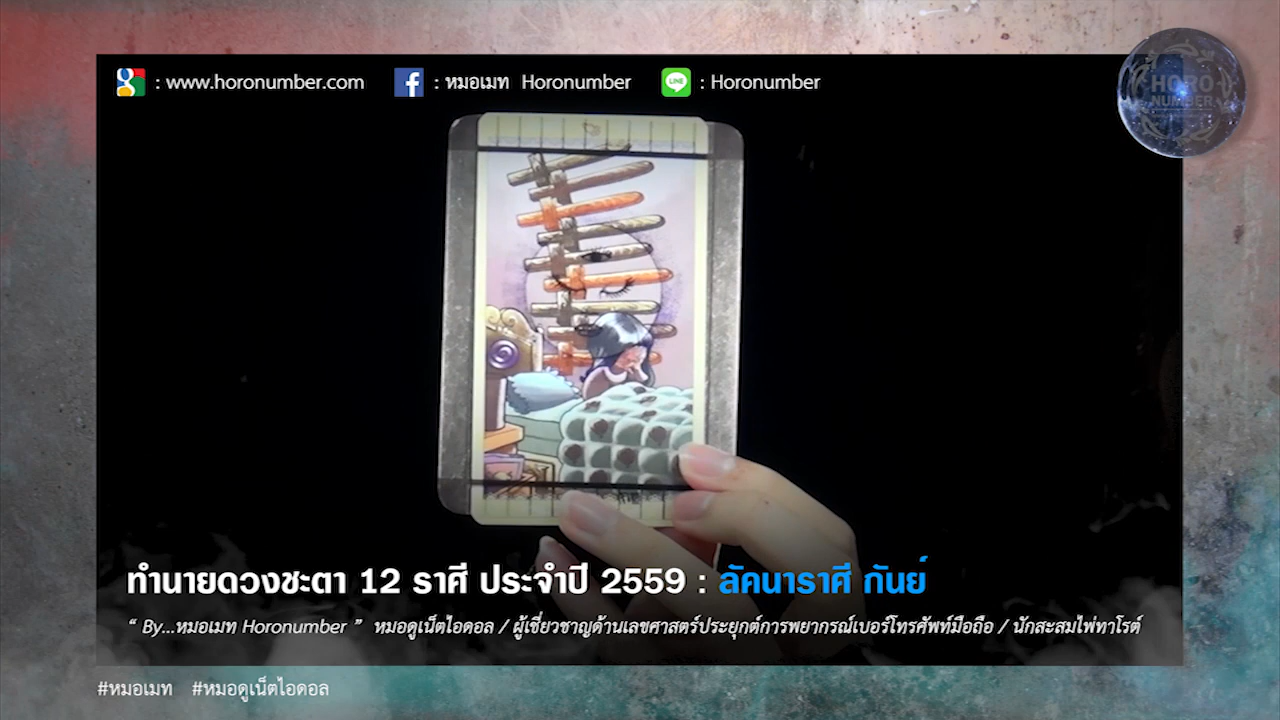 : www.horonumber.com
: หมอเมท Horonumber
LINE : Horonumber
HORO
NUMBER
ทำนายดวงชะตา 12 ราศี ประจำปี 2559 : ลัคนาราศี กันย์
“ By...หมอเมท Horonumber ” หมอดูเน็ตไอดอล / ผู้เชี่ยวชาญด้านเลขศาสตร์ประยุกต์การพยากรณ์เบอร์โทรศัพท์มือถือ / นักสะสมไพ่ทาโรต์
#หมอเมท #หมอดูเน็ตไอดอล